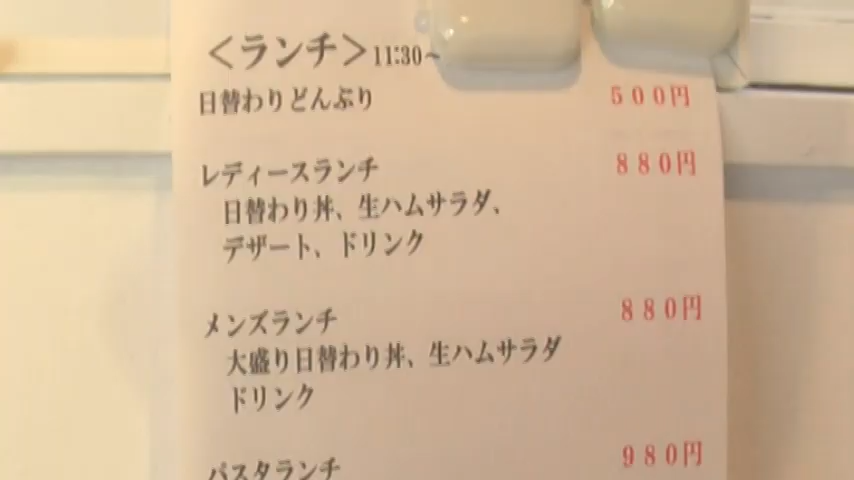 ＜ランチ＞11:30~
日替わりどんぶり 500円
レディースランチ 880円
日替わり丼、生ハムサラダ、
デザート、ドリンク
メンズランチ 880円
大盛り日替わり丼、生ハムサラダ
ドリンク
パスタランチ 980円